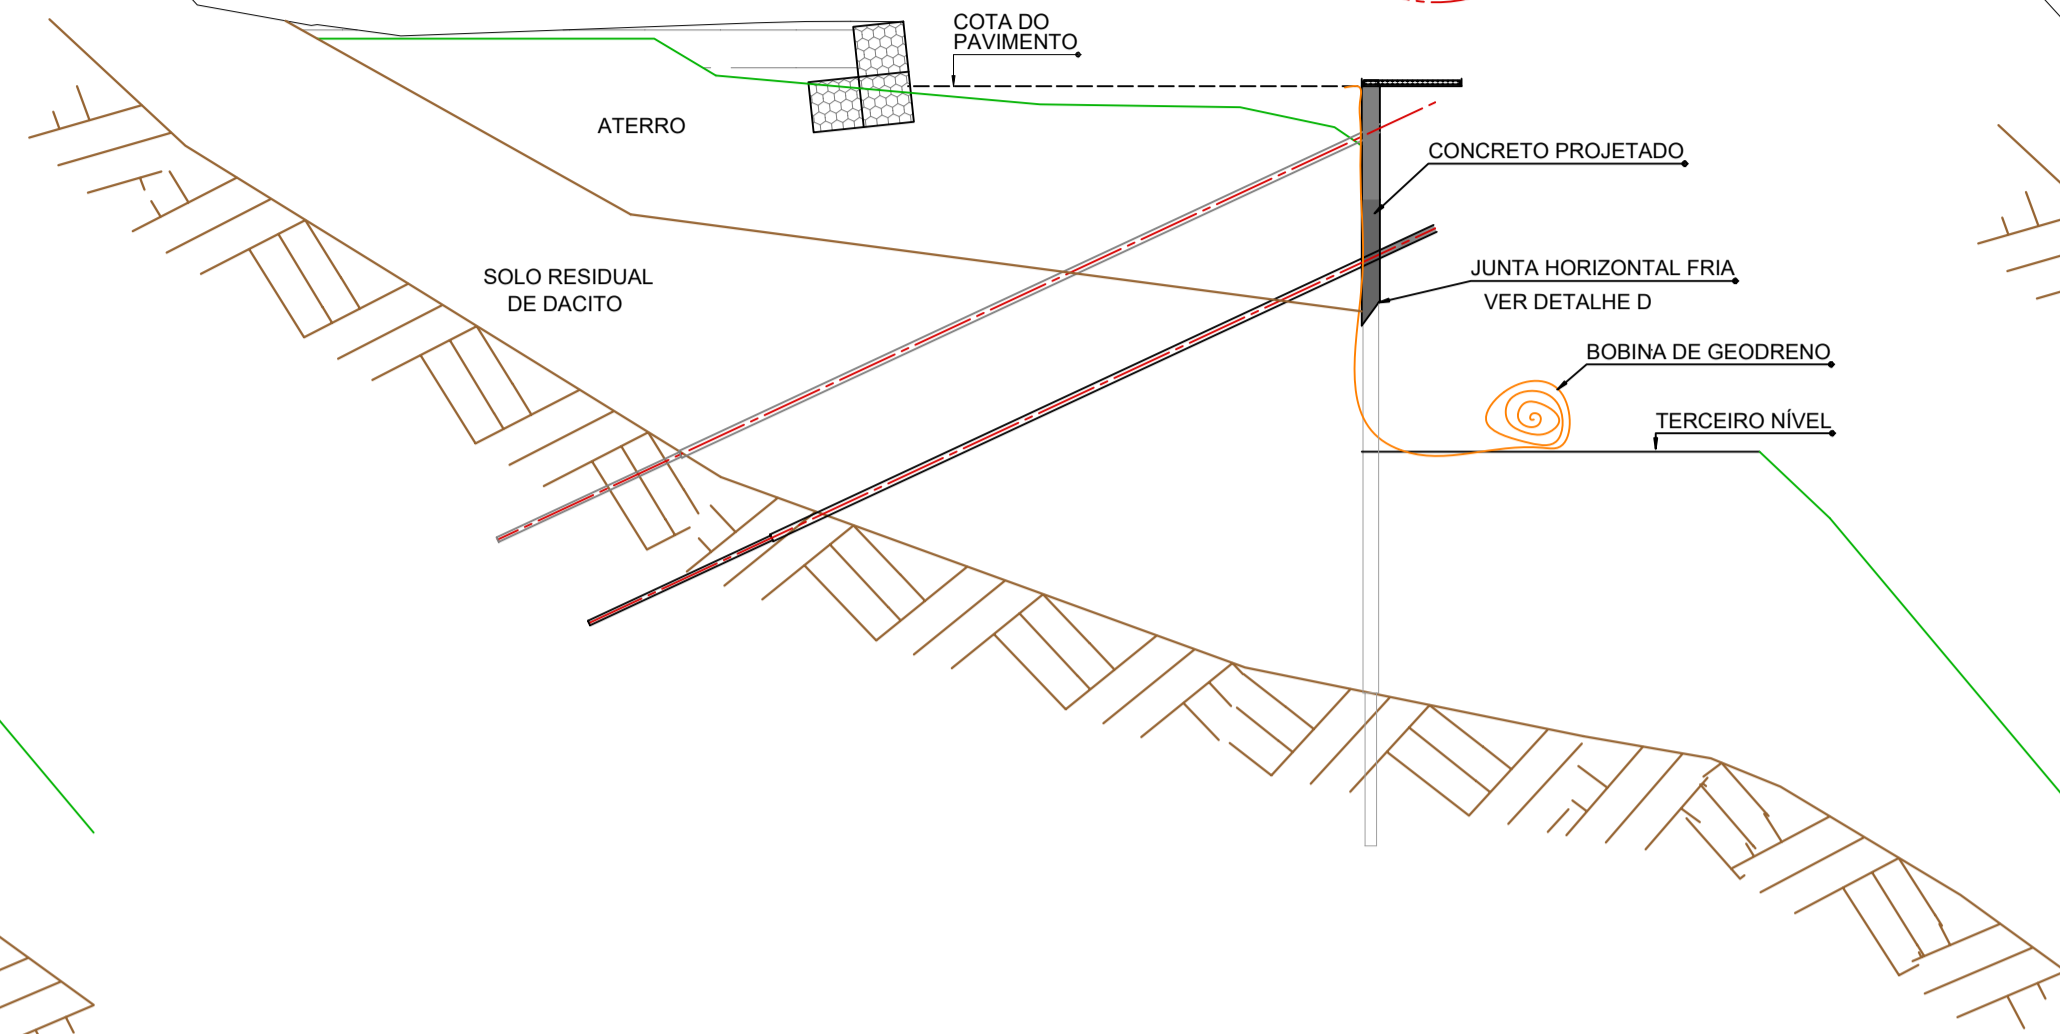 COTA DO
PAVIMENTO
ATERRO
CONCRETO PROJETADO
SOLO RESIDUAL
DE DACITO
JUNTA HORIZONTAL FRIA
VER DETALHE D
BOBINA DE GEODRENO
TERCEIRO NÍVEL